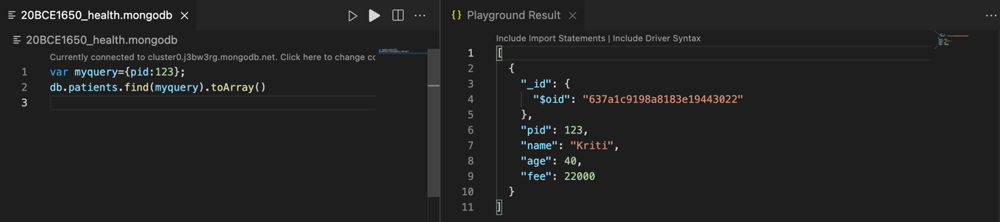 20BCE1650_health.mongodb
20BCE1650_health.mongodb
Currently connected to cluster0.j3bw3rg.mongodb.net. Click here to change co
1 var myquery={pid:123};
2 db.patients.find(myquery).toArray()
3
{} Playground Result
Include Import Statements | Include Driver Syntax
1 [
2 {
3 "_id": {
4 "$oid": "637a1c9198a8183e19443022"
5 },
6 "pid": 123,
7 "name": "Kriti",
8 "age": 40,
9 "fee": 22000
10 }
11 ]